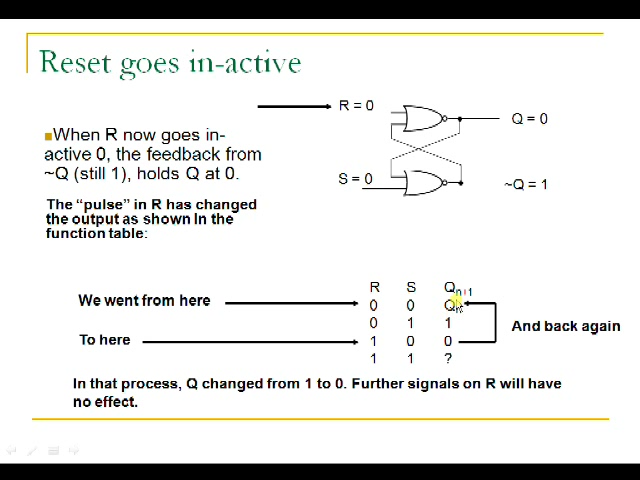 Reset goes in-active
R = 0
Q = 0
When R now goes in-
active 0, the feedback from
~Q (still 1), holds Q at 0.
S = 0
~Q = 1
The "pulse" in R has changed
the output as shown In the
function table:
R S Qn+1
We went from here
0 0 Qn
0 1 1
And back again
To here
1 0 0
1 1 ?
In that process, Q changed from 1 to 0. Further signals on R will have
no effect.